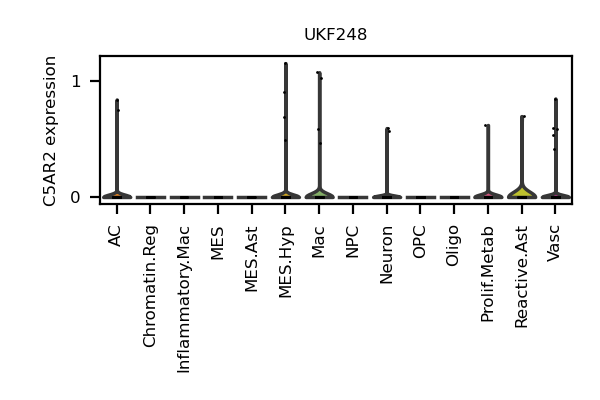 UKF248
C5AR2 expression
1
0
AC
Chromatin.Reg
Inflammatory.Mac
MES
MES.Ast
MES.Hyp
Mac
NPC
Neuron
OPC
Oligo
Prolif.Metab
Reactive.Ast
Vasc